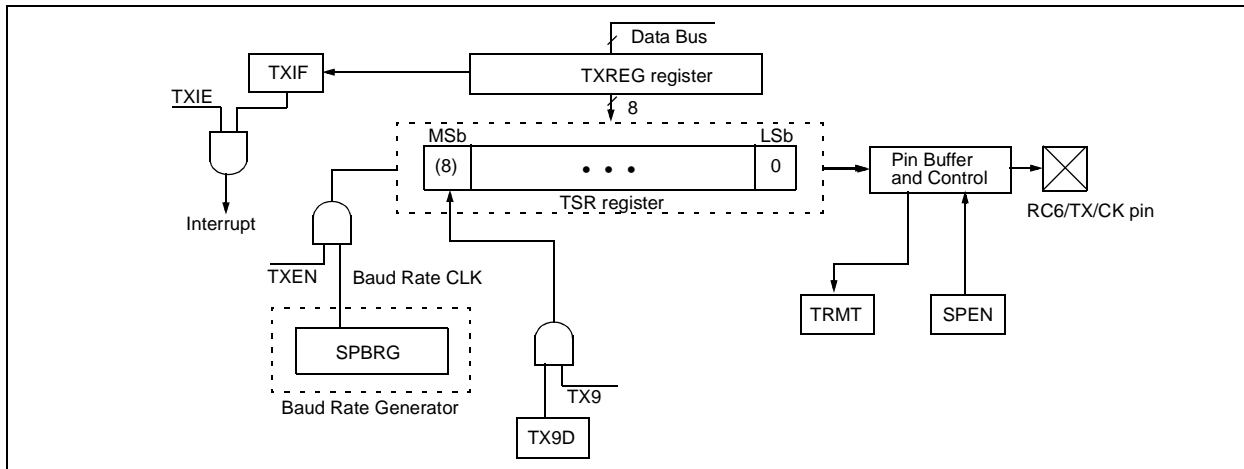 Data Bus
TXIF
TXREG register
TXIE
8
MSb
LSb
(8)
• • •
0
Pin Buffer
and Control
TSR register
Interrupt
RC6/TX/CK pin
TXEN
Baud Rate CLK
TRMT
SPEN
SPBRG
TX9
Baud Rate Generator
TX9D